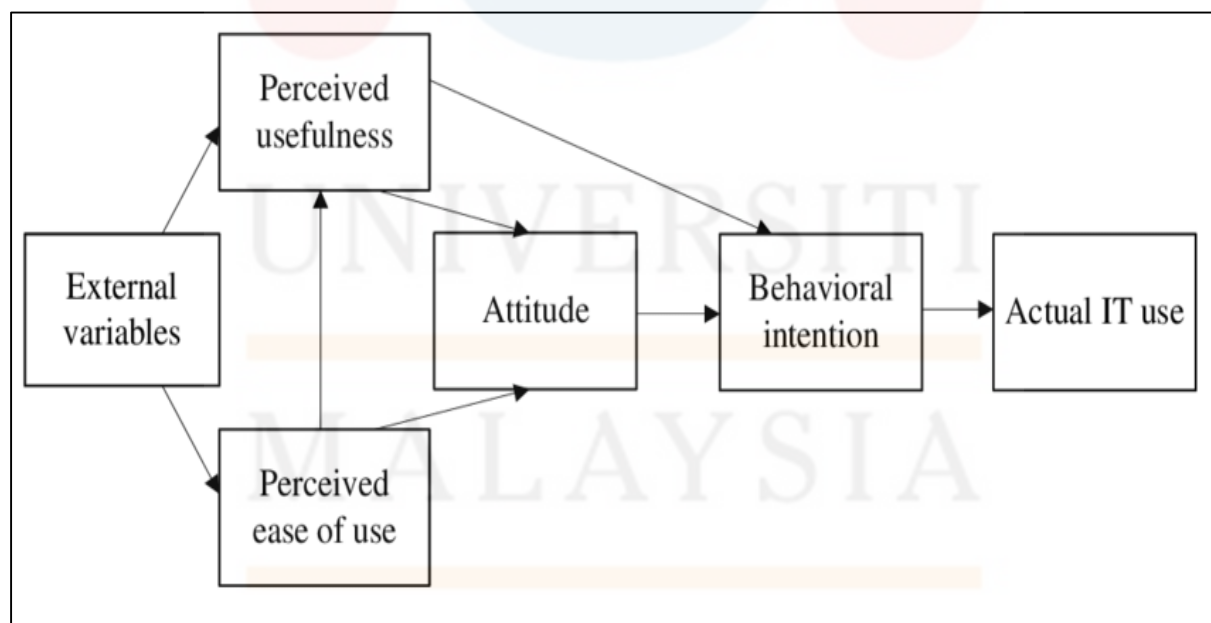 Perceived
usefulness
External
variables
Attitude
Behavioral
intention
Actual IT use
Perceived
ease of use
UNIVERSITI
MALAYSIA